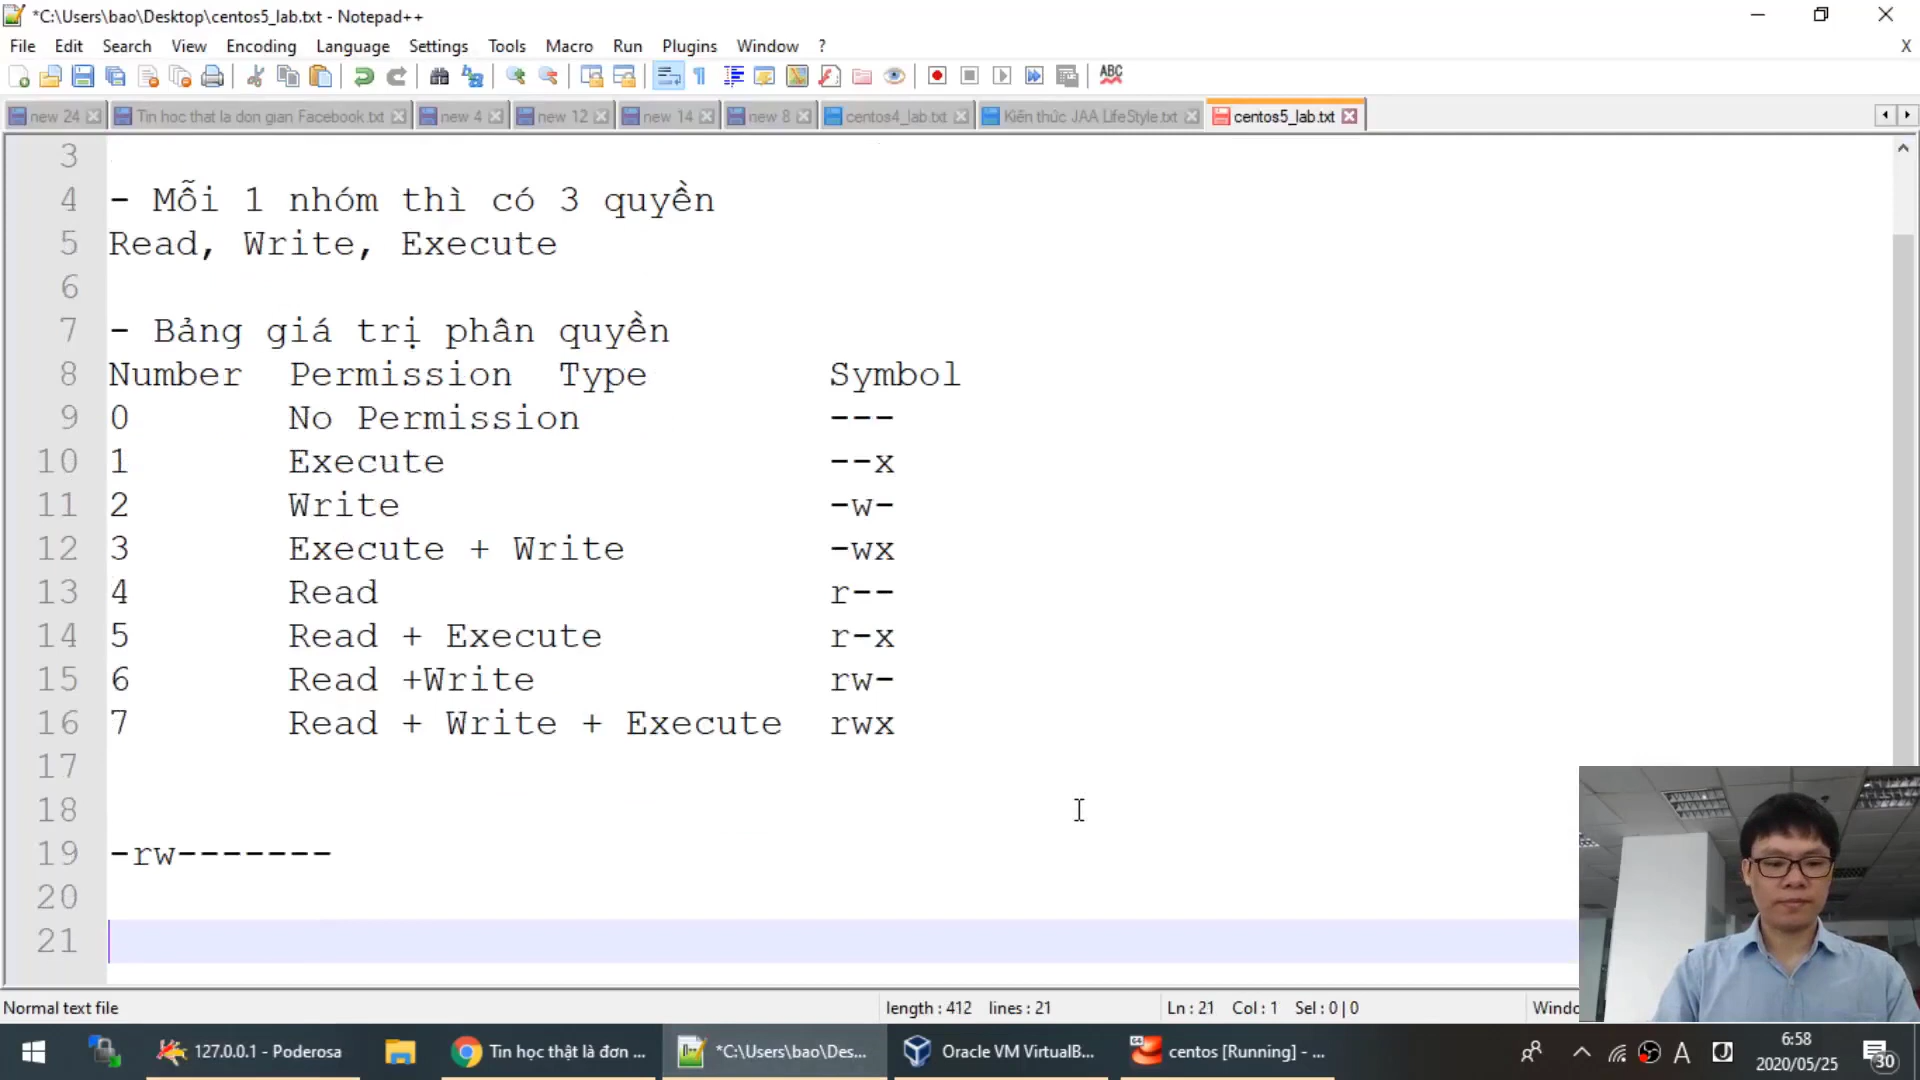 *C:\Users\bao\Desktop\centos5_lab.txt - Notepad++
File Edit Search View Encoding Language Settings Tools Macro Run Plugins Window ? X
ABC
new 24 Tin hoc that la don gian Facebook.txt new 4 new 12 new 14 new 8 centos4_lab.txt Kiến thức JAA LifeStyle.txt centos5_lab.txt
3
4 - Mỗi 1 nhóm thì có 3 quyền
5 Read, Write, Execute
6
7 - Bảng giá trị phân quyền
8 Number Permission Type Symbol
9 0 No Permission ---
10 1 Execute --x
11 2 Write -w-
12 3 Execute + Write -wx
13 4 Read r--
14 5 Read + Execute r-x
15 6 Read +Write rw-
16 7 Read + Write + Execute rwx
17
18
19 -rw-------
20
21
Normal text file length : 412 lines : 21 Ln : 21 Col : 1 Sel : 0 | 0 Windo
127.0.0.1 - Poderosa Tin học thật là đơn ... *C:\Users\bao\Des... Oracle VM VirtualB... centos [Running] - ... A J 6:58
2020/05/25 30